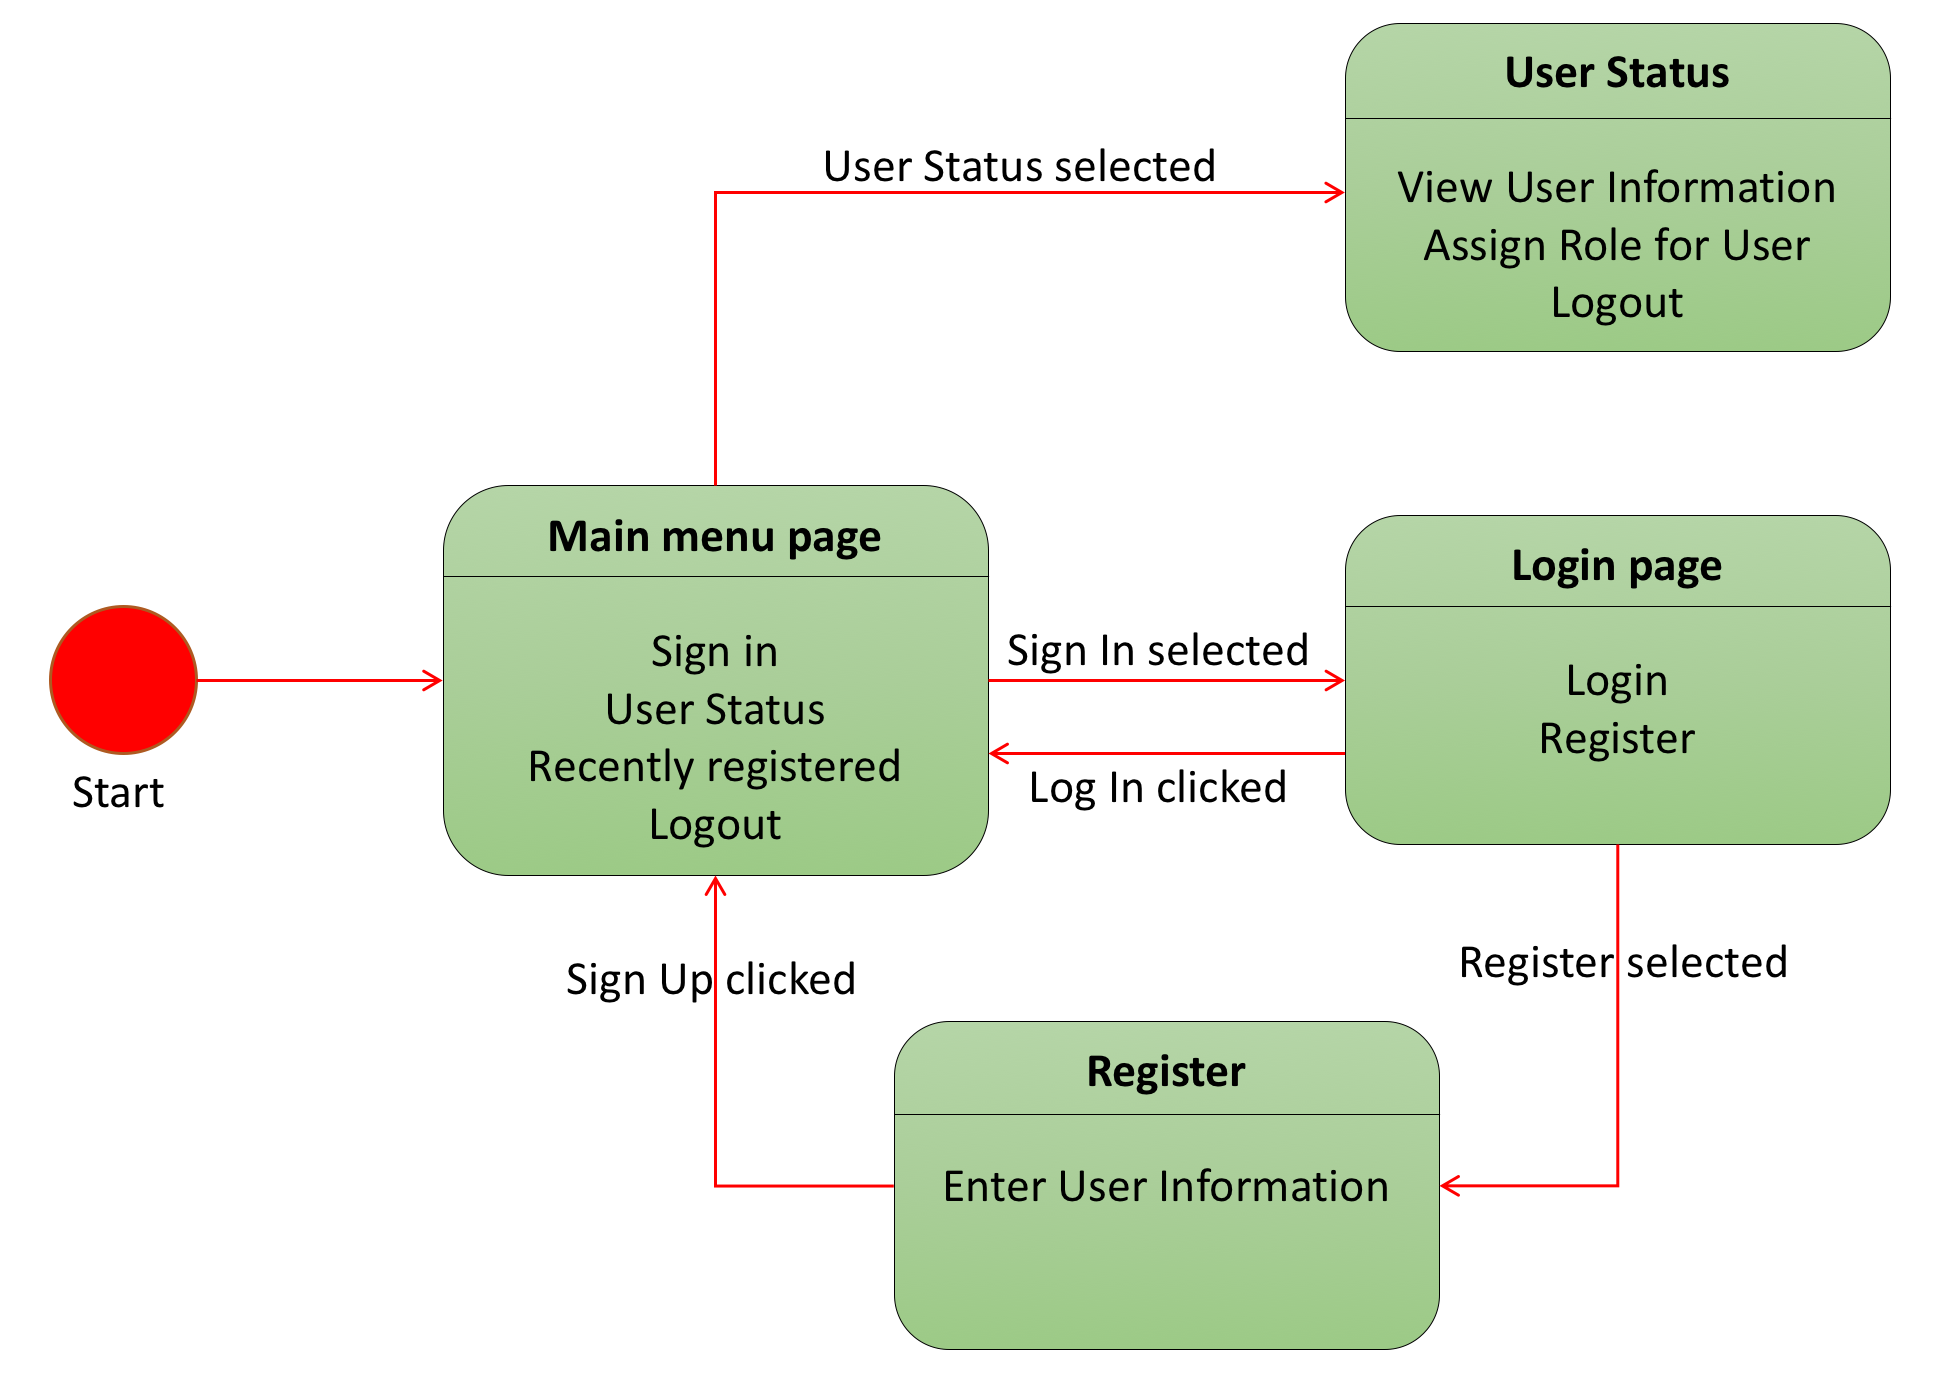 User Status
View User Information
Assign Role for User
Logout
User Status selected
Main menu page
Sign in
User Status
Recently registered
Logout
Sign In selected
Log In clicked
Login page
Login
Register
Start
Sign Up clicked
Register selected
Register
Enter User Information